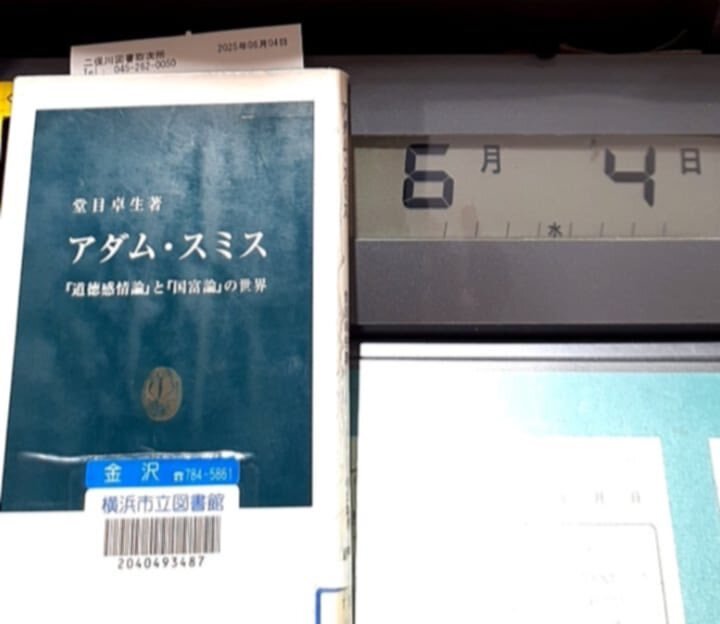 二俣川図書取次所
2025年06月04日
Tel : 045-262-0050
堂目卓生著
アダム・スミス
『道徳感情論』と『国富論』の世界
金沢 ☎784-5861
横浜市立図書館
2040493487
6月 4日
水
月 日